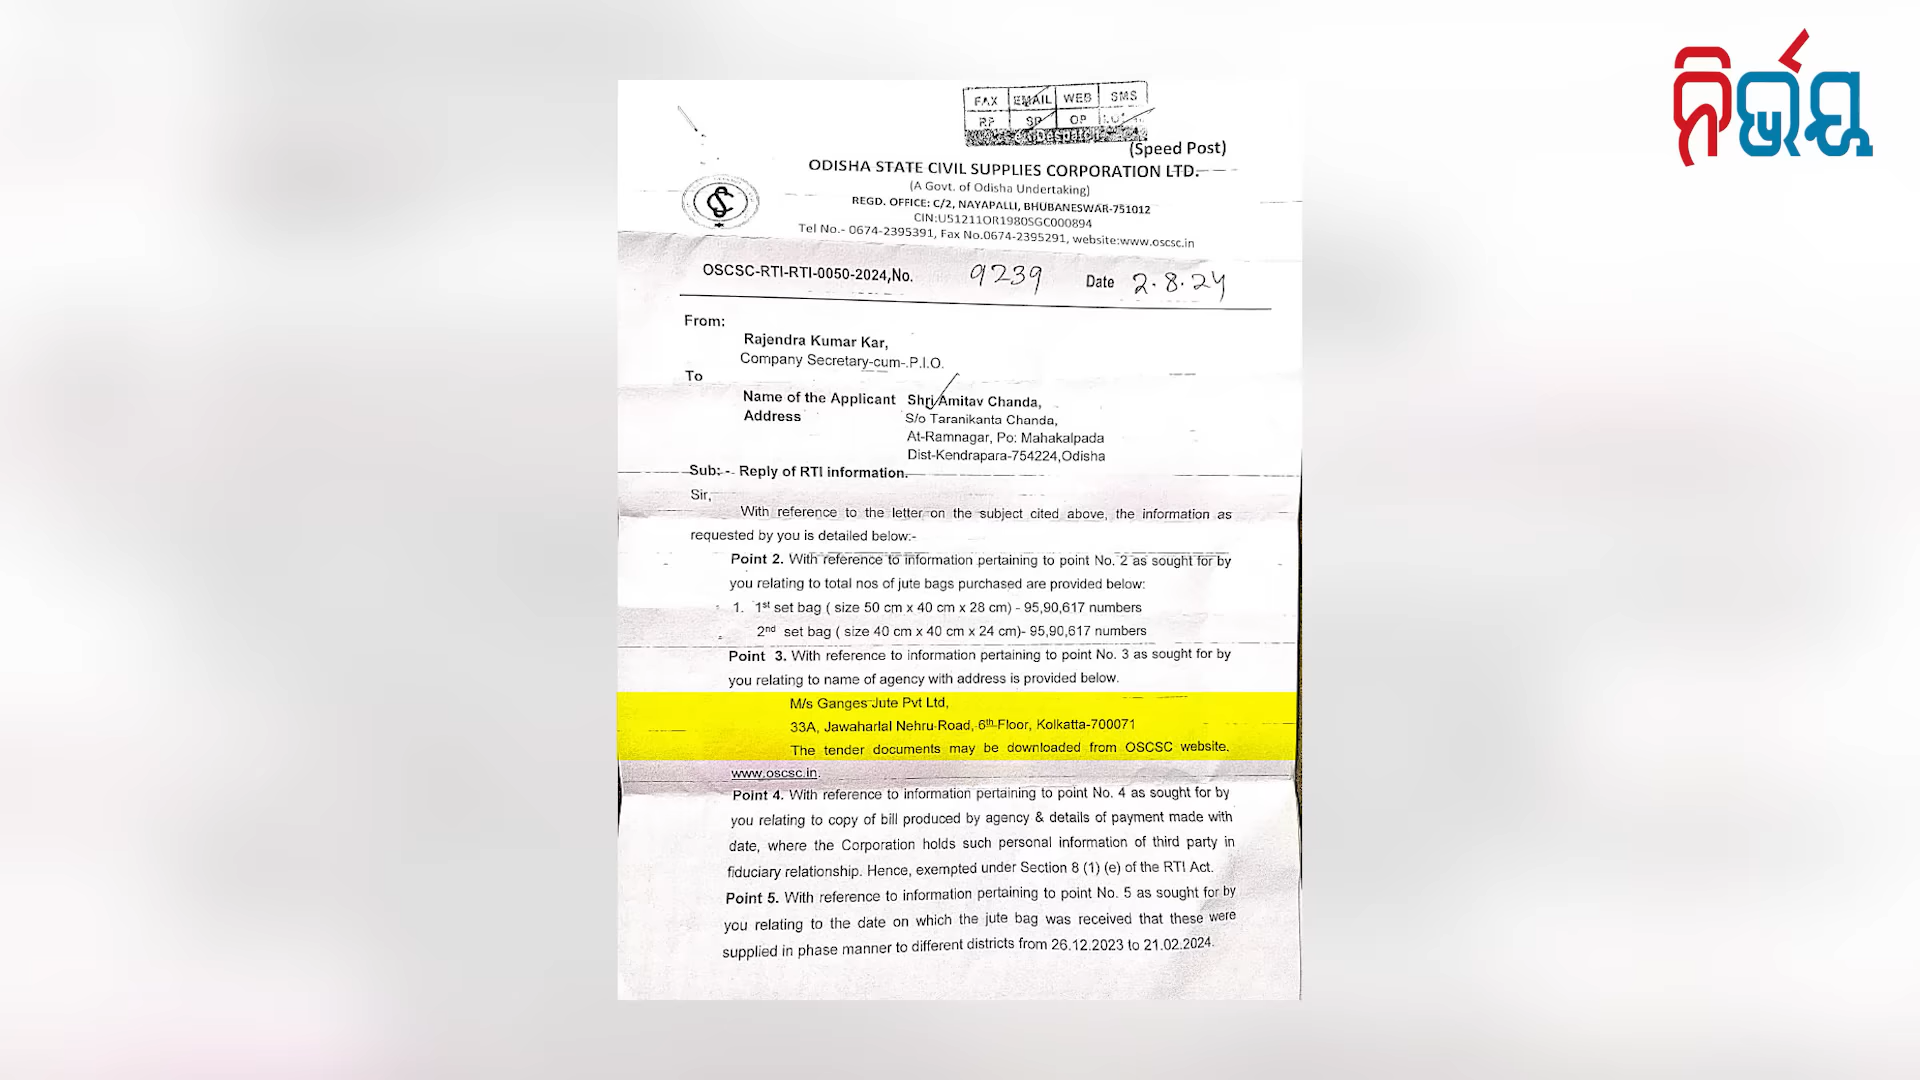 ନିର୍ଭୟ
FAX EMAIL WEB SMS
RP SP OP
Despatch
(Speed Post)
ODISHA STATE CIVIL SUPPLIES CORPORATION LTD.
(A Govt. of Odisha Undertaking)
REGD. OFFICE: C/2, NAYAPALLI, BHUBANESWAR-751012
CIN:U51211OR1980SGC000894
Tel No.- 0674-2395391, Fax No.0674-2395291, website:www.oscsc.in
OSCSC-RTI-RTI-0050-2024,No. 9239 Date 2.8.24
From:
Rajendra Kumar Kar,
Company Secretary-cum-.P.I.O.
To
Name of the Applicant Shri Amitav Chanda,
Address S/o Taranikanta Chanda,
At-Ramnagar, Po: Mahakalpada
Dist-Kendrapara-754224,Odisha
Sub: - Reply of RTI information.
Sir,
With reference to the letter on the subject cited above, the information as
requested by you is detailed below:-
Point 2. With reference to information pertaining to point No. 2 as sought for by
you relating to total nos of jute bags purchased are provided below:
1. 1st set bag ( size 50 cm x 40 cm x 28 cm) - 95,90,617 numbers
2nd set bag ( size 40 cm x 40 cm x 24 cm)- 95,90,617 numbers
Point 3. With reference to information pertaining to point No. 3 as sought for by
you relating to name of agency with address is provided below.
M/s Ganges Jute Pvt Ltd,
33A, Jawaharlal Nehru Road, 6th Floor, Kolkatta-700071
The tender documents may be downloaded from OSCSC website.
www.oscsc.in.
Point 4. With reference to information pertaining to point No. 4 as sought for by
you relating to copy of bill produced by agency & details of payment made with
date, where the Corporation holds such personal information of third party in
fiduciary relationship. Hence, exempted under Section 8 (1) (e) of the RTI Act.
Point 5. With reference to information pertaining to point No. 5 as sought for by
you relating to the date on which the jute bag was received that these were
supplied in phase manner to different districts from 26.12.2023 to 21.02.2024.